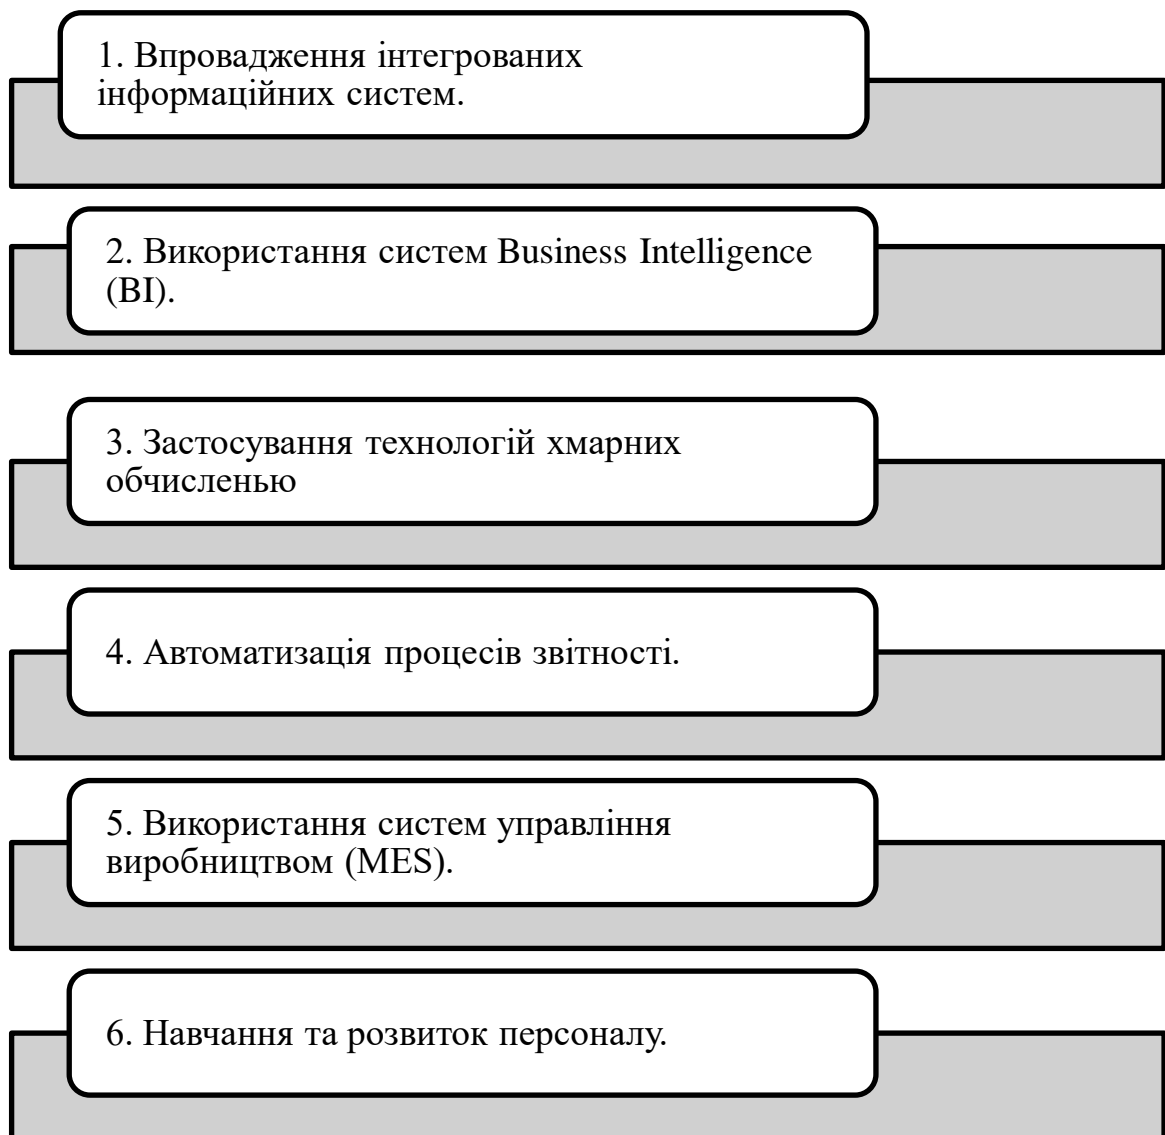 1. Впровадження інтегрованих
інформаційних систем.
2. Використання систем Business Intelligence
(BI).
3. Застосування технологій хмарних
обчисленью
4. Автоматизація процесів звітності.
5. Використання систем управління
виробництвом (MES).
6. Навчання та розвиток персоналу.